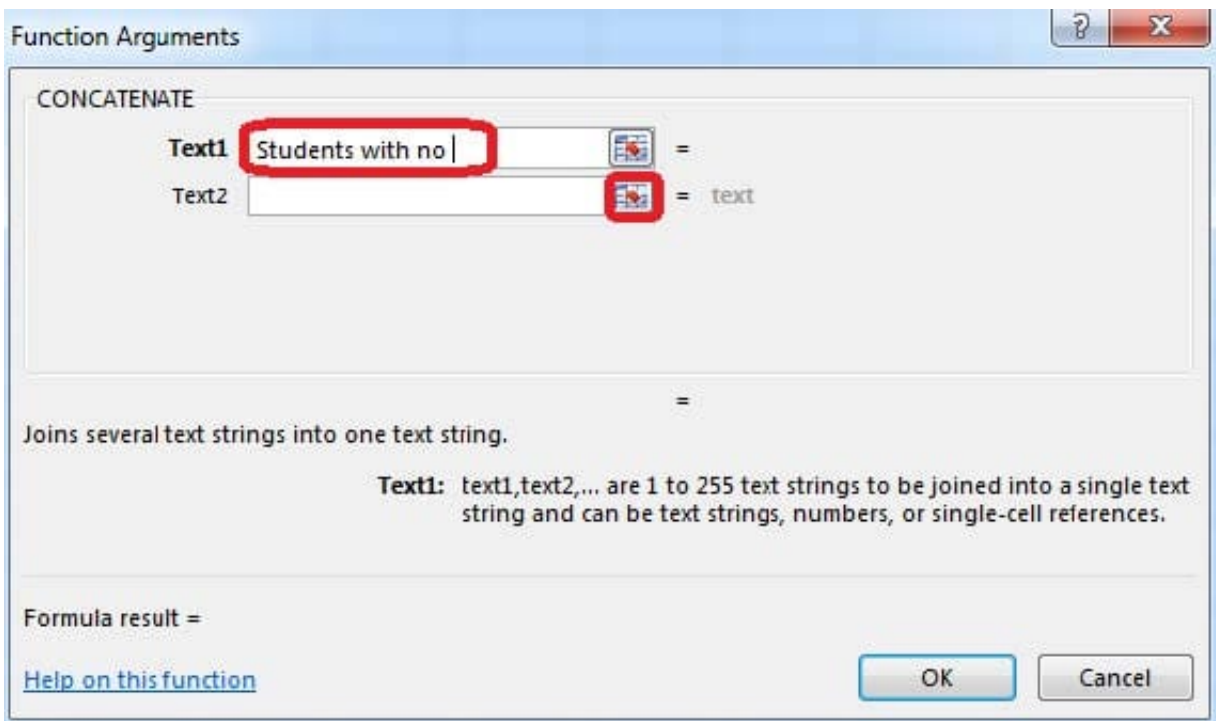 Function Arguments
? X
CONCATENATE
Text1 Students with no =
Text2 = text
=
Joins several text strings into one text string.
Text1: text1,text2,... are 1 to 255 text strings to be joined into a single text
string and can be text strings, numbers, or single-cell references.
Formula result =
Help on this function
OK Cancel